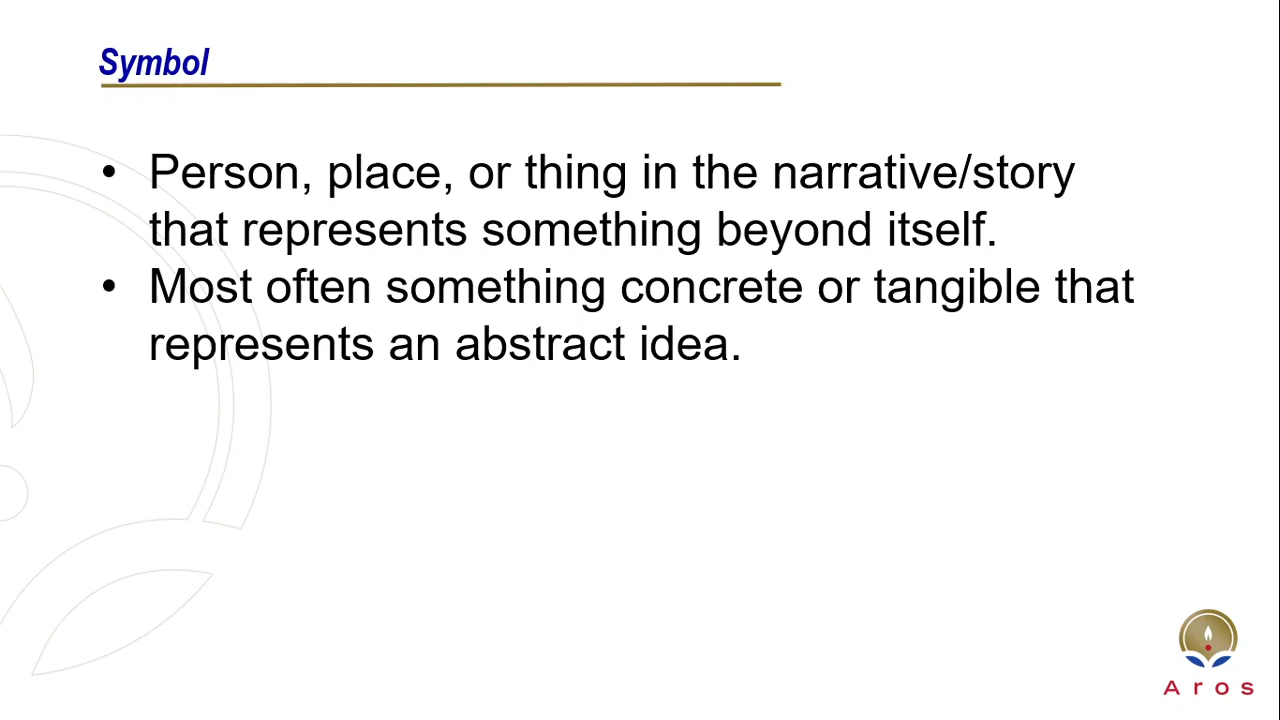 Symbol
• Person, place, or thing in the narrative/story
that represents something beyond itself.
• Most often something concrete or tangible that
represents an abstract idea.
Aros